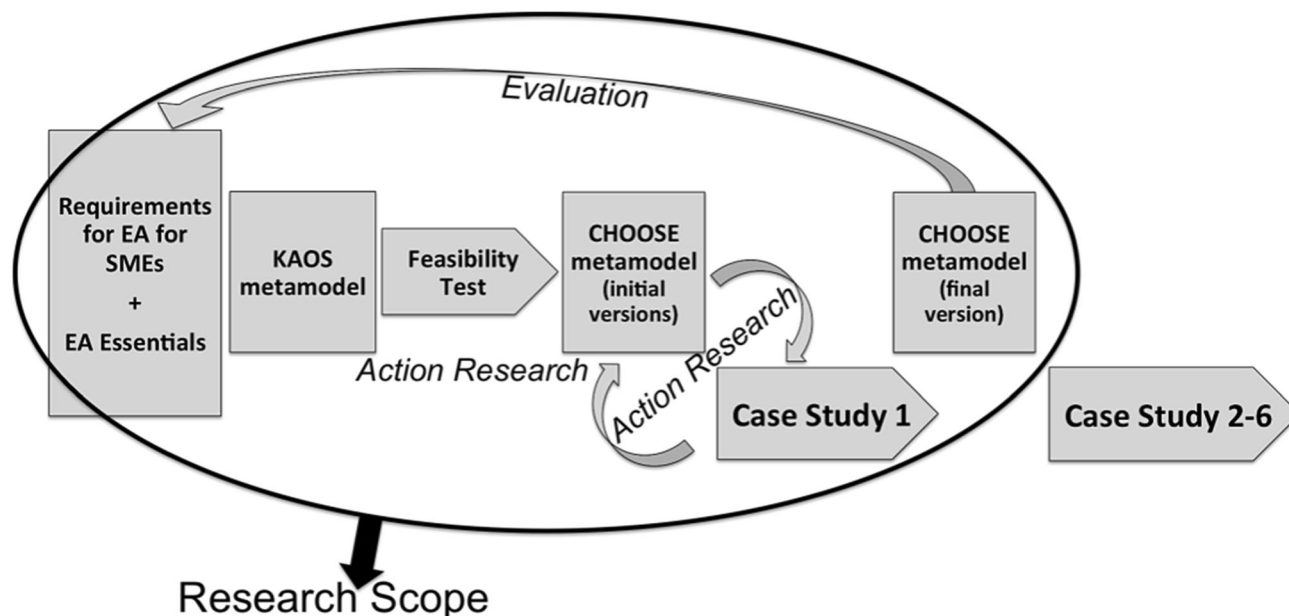 Evaluation
Requirements
for EA for
SMEs
+
EA Essentials
KAOS
metamodel
Feasibility
Test
CHOOSE
metamodel
(initial
versions)
CHOOSE
metamodel
(final
version)
Action Research
Action Research
Case Study 1
Case Study 2-6
Research Scope